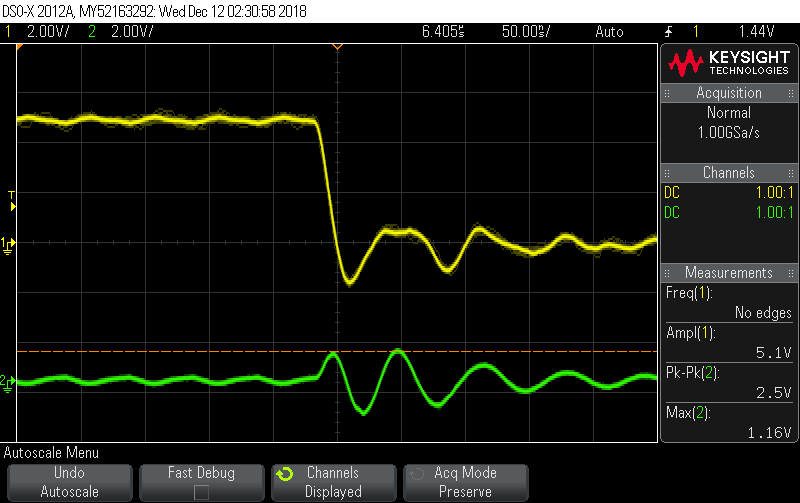 DSO-X 2012A, MY52163292: Wed Dec 12 02:30:58 2018
1 2.00V/ 2 2.00V/ 6.405s 50.00s/ Auto 1 1.44V
KEYSIGHT
TECHNOLOGIES
Acquisition
Normal
1.00GSa/s
Channels
DC 1.00:1
DC 1.00:1
Measurements
Freq(1):
No edges
Ampl(1):
5.1V
Pk-Pk(2):
2.5V
Max(2):
1.16V
T
1
2
Autoscale Menu
Undo
Autoscale
Fast Debug
Channels
Displayed
Acq Mode
Preserve